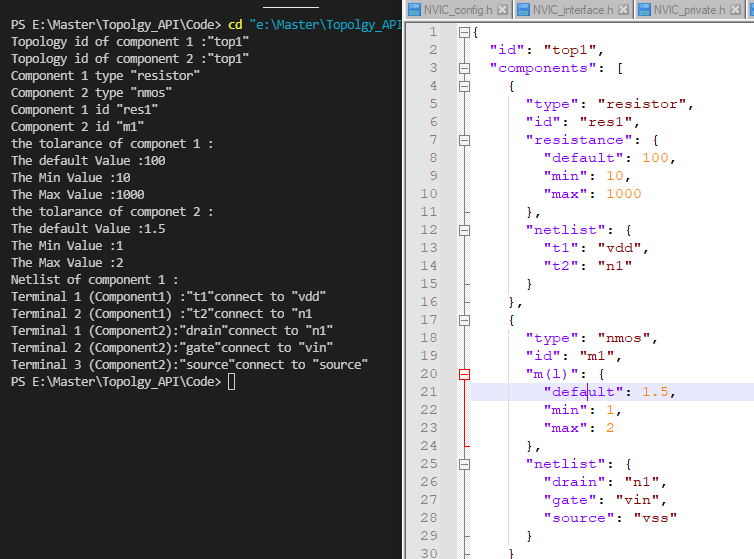 PS E:\Master\Topolgy_API\Code> cd "e:\Master\Topolgy_API
Topology id of component 1 :"top1"
Topology id of component 2 :"top1"
Component 1 type "resistor"
Component 2 type "nmos"
Component 1 id "res1"
Component 2 id "m1"
the tolarance of componet 1 :
The default Value :100
The Min Value :10
The Max Value :1000
the tolarance of componet 2 :
The default Value :1.5
The Min Value :1
The Max Value :2
Netlist of component 1 :
Terminal 1 (Component1) :"t1"connect to "vdd"
Terminal 2 (Component1) :"t2"connect to "n1
Terminal 1 (Component2):"drain"connect to "n1"
Terminal 2 (Component2):"gate"connect to "vin"
Terminal 3 (Component2):"source"connect to "source"
PS E:\Master\Topolgy_API\Code>
NVIC_config.h NVIC_interface.h NVIC_private.h
1 {
2 "id": "top1",
3 "components": [
4 {
5 "type": "resistor",
6 "id": "res1",
7 "resistance": {
8 "default": 100,
9 "min": 10,
10 "max": 1000
11 },
12 "netlist": {
13 "t1": "vdd",
14 "t2": "n1"
15 }
16 },
17 {
18 "type": "nmos",
19 "id": "m1",
20 "m(l)": {
21 "default": 1.5,
22 "min": 1,
23 "max": 2
24 },
25 "netlist": {
26 "drain": "n1",
27 "gate": "vin",
28 "source": "vss"
29 }
30 }